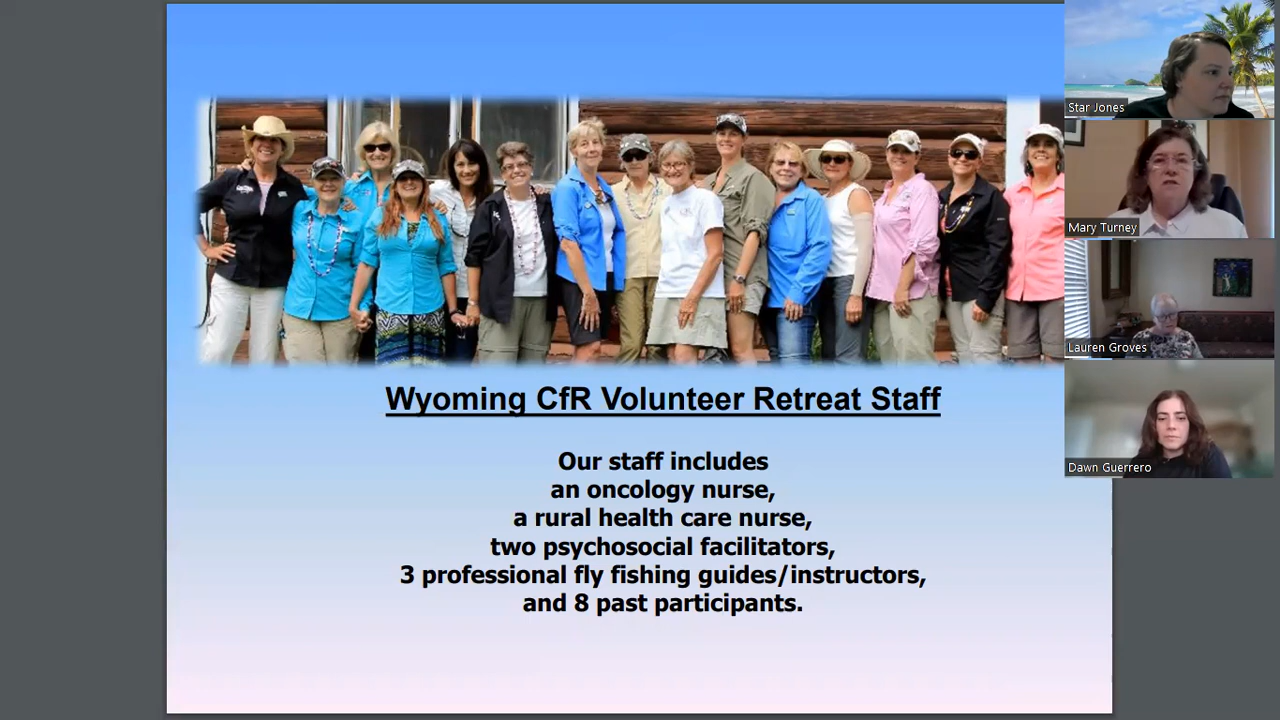 Wyoming CfR Volunteer Retreat Staff
Our staff includes
an oncology nurse,
a rural health care nurse,
two psychosocial facilitators,
3 professional fly fishing guides/instructors,
and 8 past participants.
Star Jones
Mary Turney
Lauren Groves
Dawn Guerrero